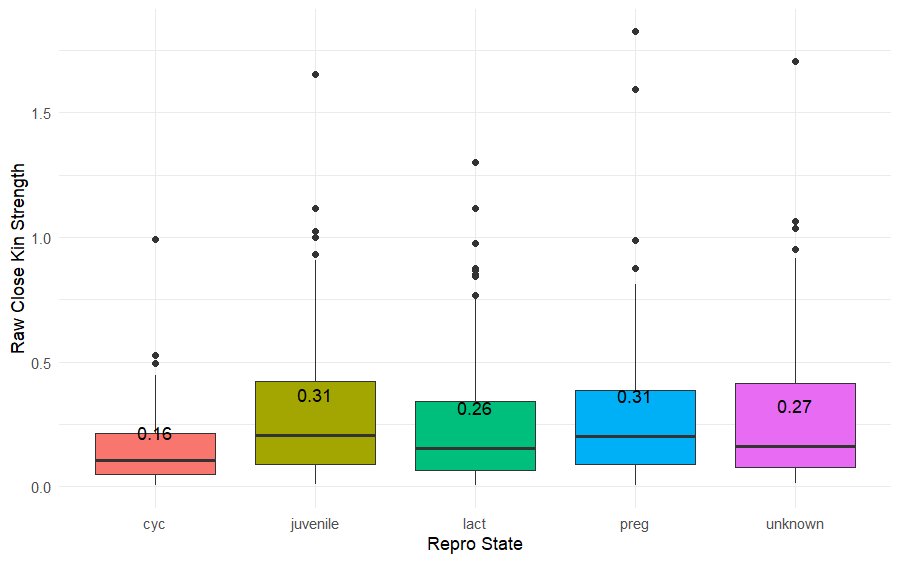 Raw Close Kin Strength
1.5
1.0
0.5
0.0
0.16
0.31
0.26
0.31
0.27
cyc
juvenile
lact
preg
unknown
Repro State